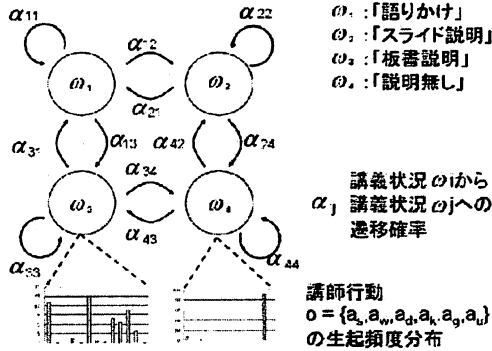 α11
α12
α22
ω1
ω2
α21
α31
α13
α42
α24
α34
ω3
ω4
α43
α33
α44
ω1:「語りかけ」
ω2:「スライド説明」
ω3:「板書説明」
ω4:「説明無し」
講義状況ωiから
αij 講義状況ωjへの
遷移確率
講師行動
o = {as,aw,ad,ak,ag,au}
の生起頻度分布